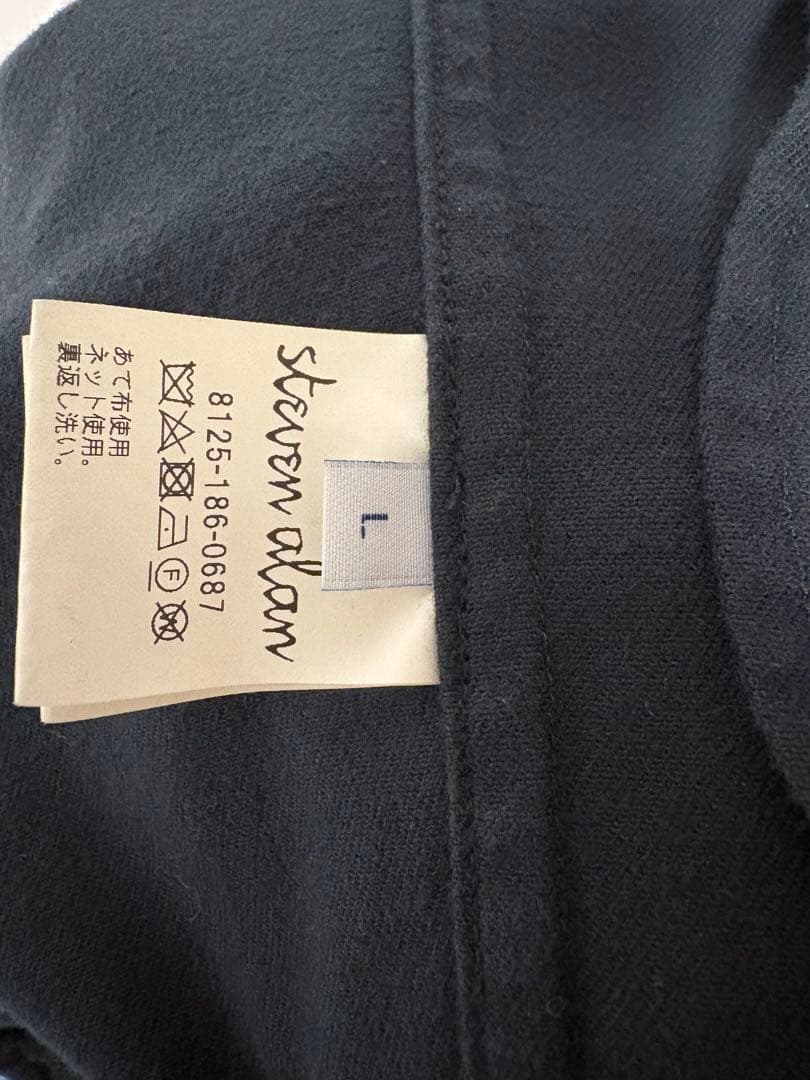 steven alan
L
8125-186-0687
F
W
あて布使用
ネット使用。
裏返し洗い。